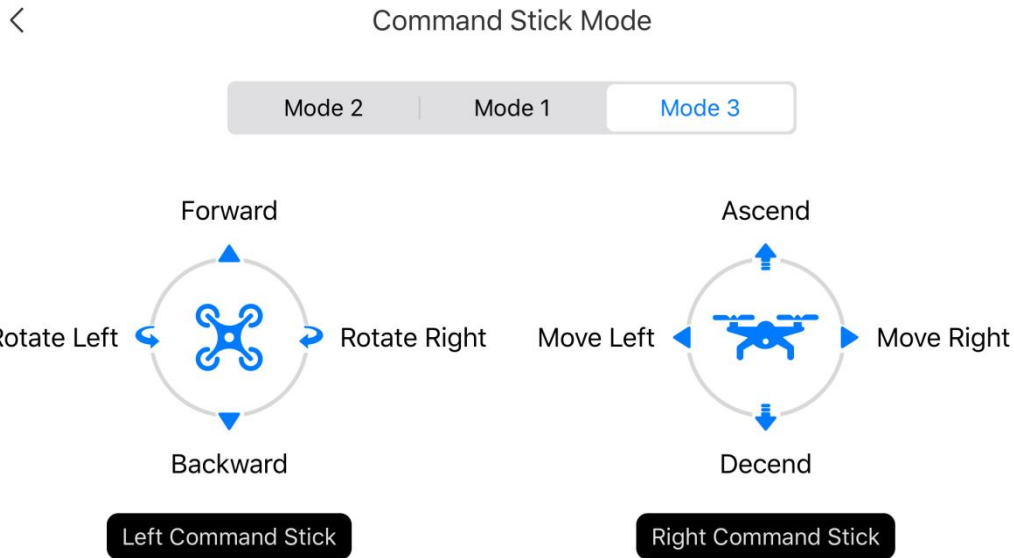 Command Stick Mode
Mode 2 Mode 1 Mode 3
Forward
Rotate Left
Rotate Right
Backward
Left Command Stick
Ascend
Move Left
Move Right
Decend
Right Command Stick